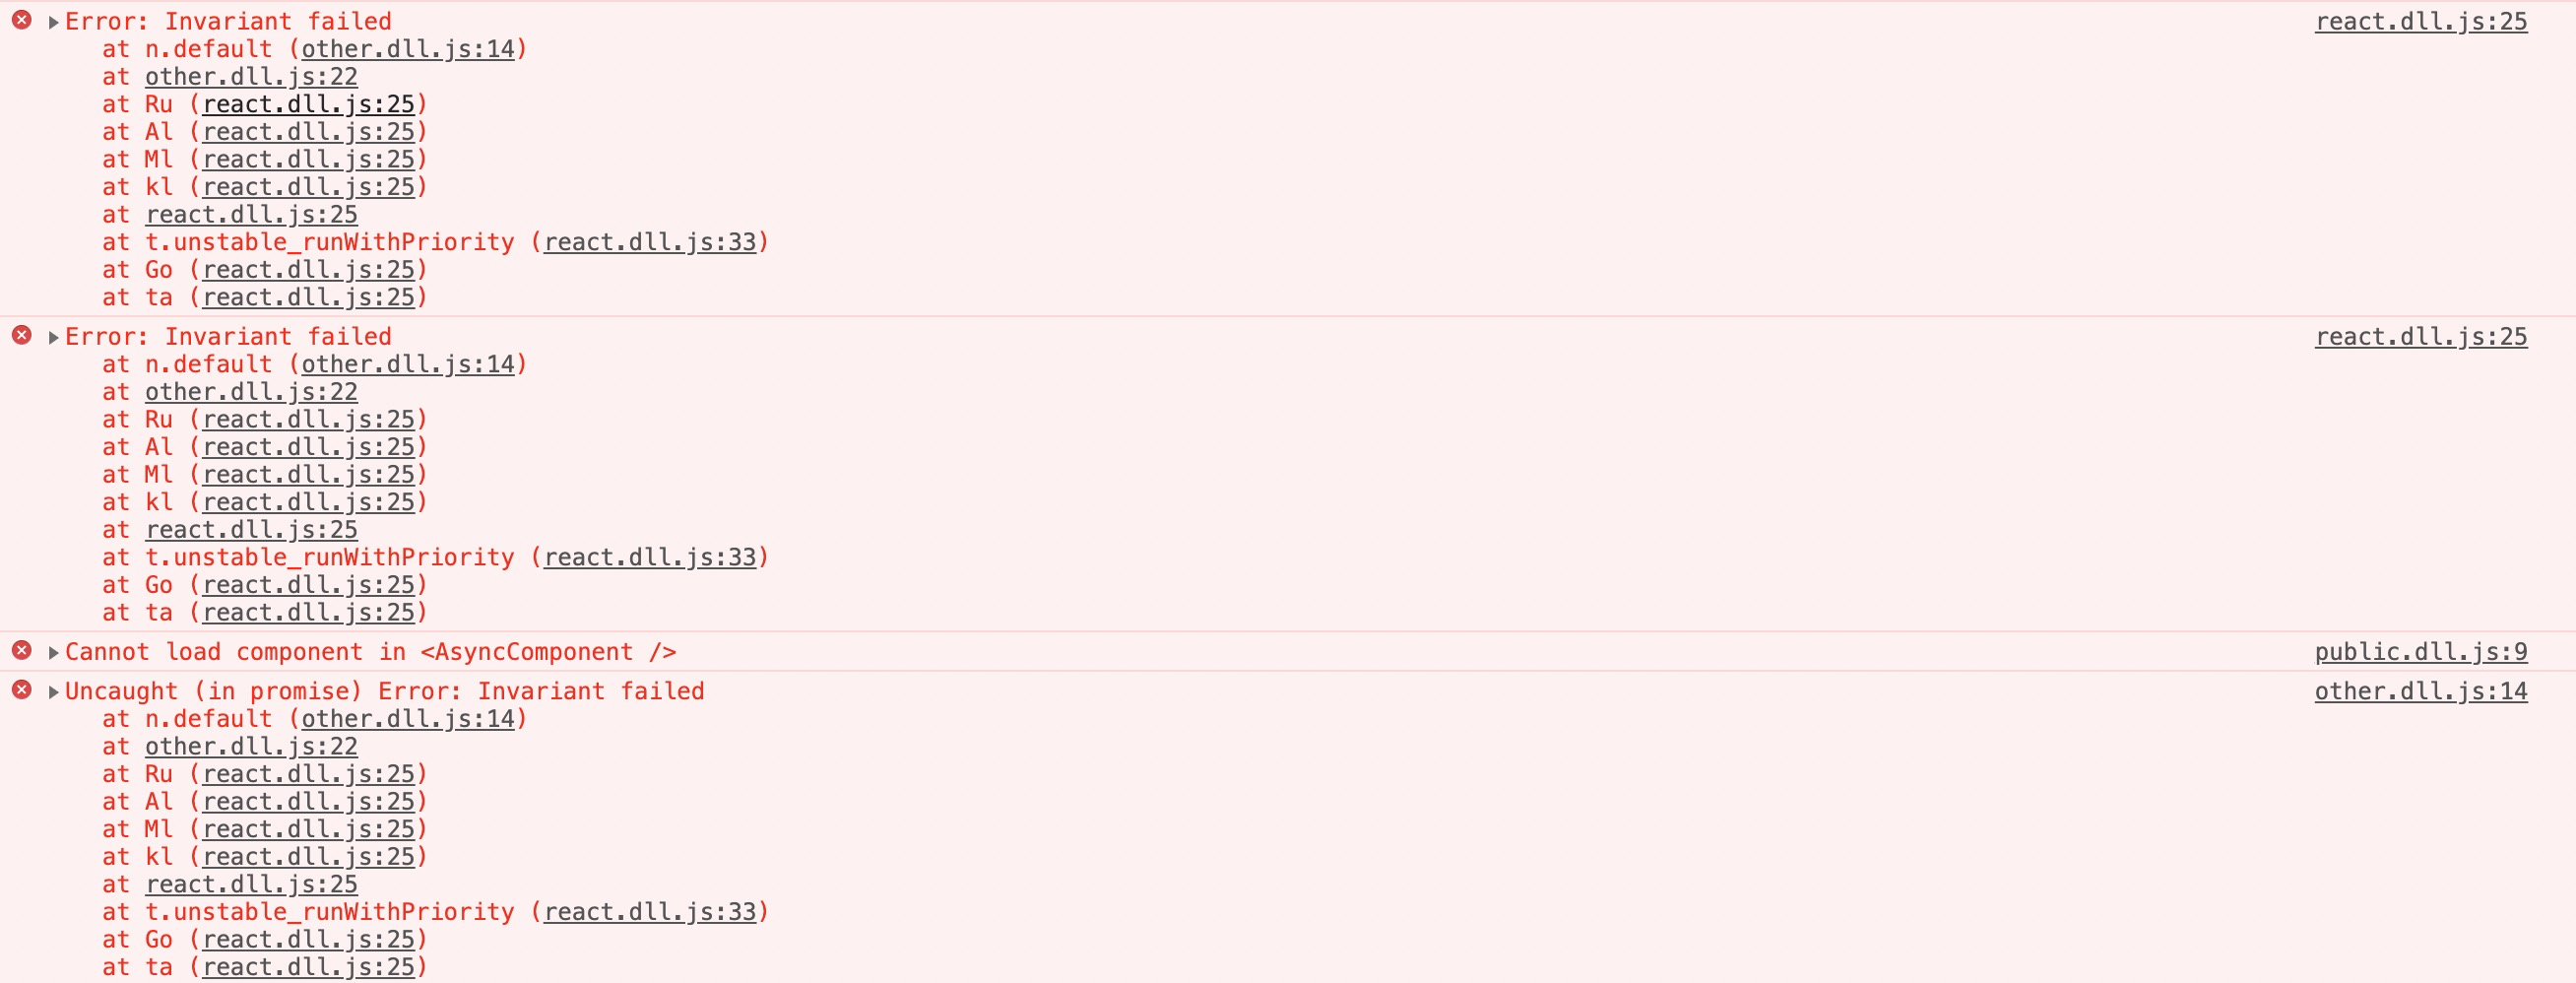 Error: Invariant failed react.dll.js:25
at n.default (other.dll.js:14)
at other.dll.js:22
at Ru (react.dll.js:25)
at Al (react.dll.js:25)
at Ml (react.dll.js:25)
at kl (react.dll.js:25)
at react.dll.js:25
at t.unstable_runWithPriority (react.dll.js:33)
at Go (react.dll.js:25)
at ta (react.dll.js:25)
Error: Invariant failed react.dll.js:25
at n.default (other.dll.js:14)
at other.dll.js:22
at Ru (react.dll.js:25)
at Al (react.dll.js:25)
at Ml (react.dll.js:25)
at kl (react.dll.js:25)
at react.dll.js:25
at t.unstable_runWithPriority (react.dll.js:33)
at Go (react.dll.js:25)
at ta (react.dll.js:25)
Cannot load component in <AsyncComponent /> public.dll.js:9
Uncaught (in promise) Error: Invariant failed other.dll.js:14
at n.default (other.dll.js:14)
at other.dll.js:22
at Ru (react.dll.js:25)
at Al (react.dll.js:25)
at Ml (react.dll.js:25)
at kl (react.dll.js:25)
at react.dll.js:25
at t.unstable_runWithPriority (react.dll.js:33)
at Go (react.dll.js:25)
at ta (react.dll.js:25)